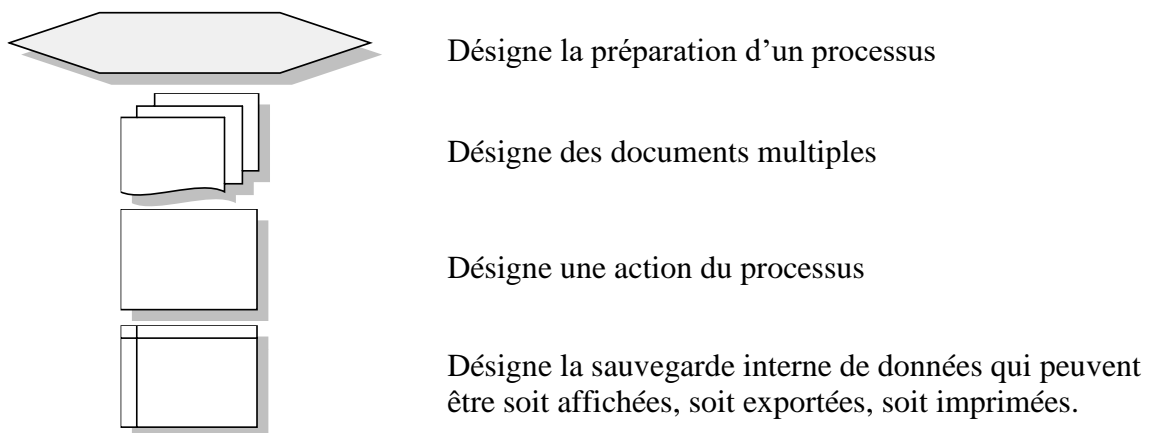 Désigne la préparation d’un processus
Désigne des documents multiples
Désigne une action du processus
Désigne la sauvegarde interne de données qui peuvent
être soit affichées, soit exportées, soit imprimées.